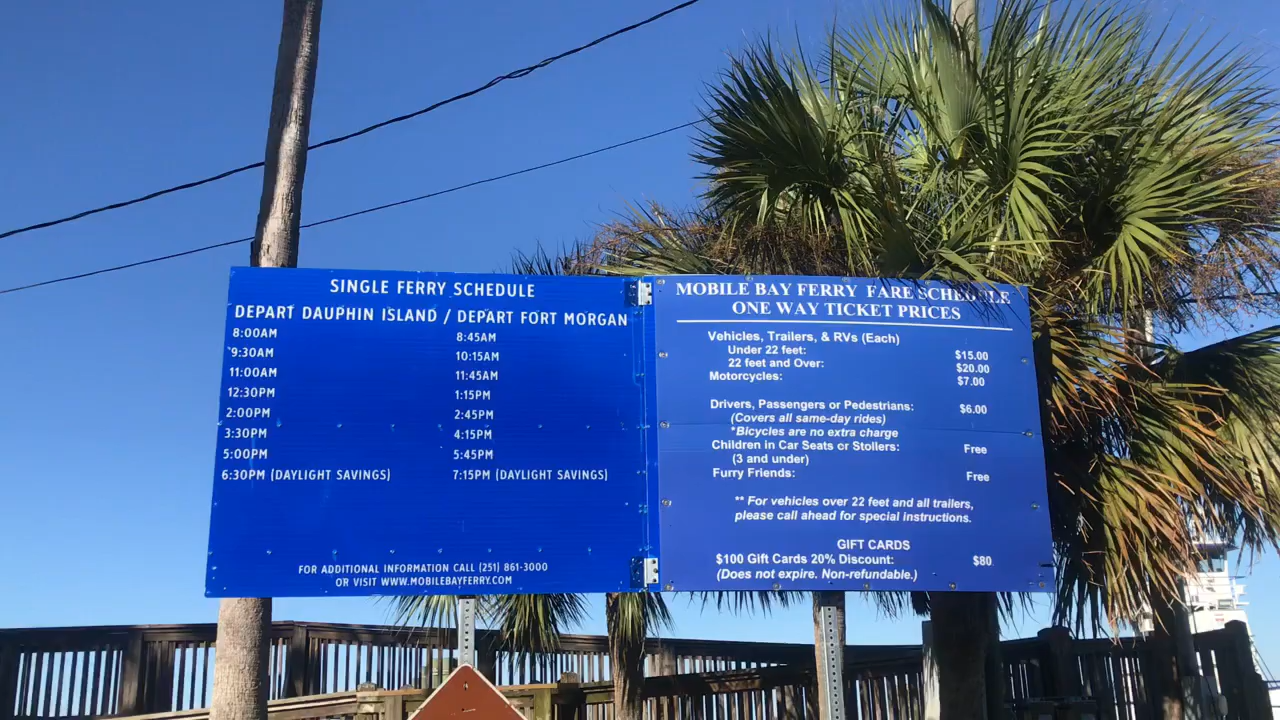 SINGLE FERRY SCHEDULE
DEPART DAUPHIN ISLAND / DEPART FORT MORGAN
8:00AM 8:45AM
9:30AM 10:15AM
11:00AM 11:45AM
12:30PM 1:15PM
2:00PM 2:45PM
3:30PM 4:15PM
5:00PM 5:45PM
6:30PM (DAYLIGHT SAVINGS) 7:15PM (DAYLIGHT SAVINGS)
FOR ADDITIONAL INFORMATION CALL (251) 861-3000
OR VISIT WWW.MOBILEBAYFERRY.COM
MOBILE BAY FERRY FARE SCHEDULE
ONE WAY TICKET PRICES
Vehicles, Trailers, & RVs (Each)
Under 22 feet: $15.00
22 feet and Over: $20.00
Motorcycles: $7.00
Drivers, Passengers or Pedestrians: $6.00
(Covers all same-day rides)
*Bicycles are no extra charge
Children in Car Seats or Stollers: Free
(3 and under)
Furry Friends: Free
** For vehicles over 22 feet and all trailers,
please call ahead for special instructions.
GIFT CARDS
$100 Gift Cards 20% Discount: $80
(Does not expire. Non-refundable.)